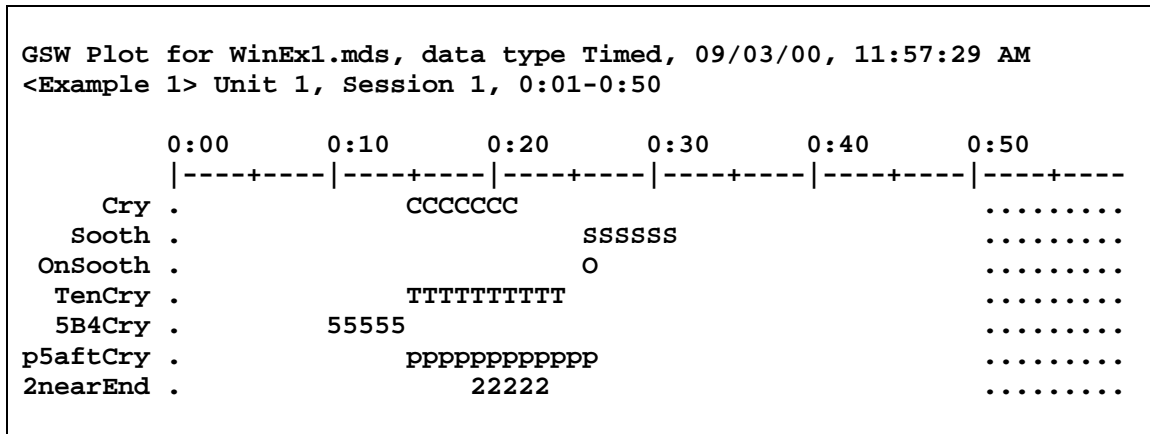 GSW Plot for WinEx1.mds, data type Timed, 09/03/00, 11:57:29 AM
<Example 1> Unit 1, Session 1, 0:01-0:50
0:00 0:10 0:20 0:30 0:40 0:50
|----+----|----+----|----+----|----+----|----+----|----+----
Cry . CCCCCCC .........
Sooth . SSSSSS .........
OnSooth . O .........
TenCry . TTTTTTTTTT .........
5B4Cry . 55555 .........
p5aftCry . pppppppppppp .........
2nearEnd . 22222 .........